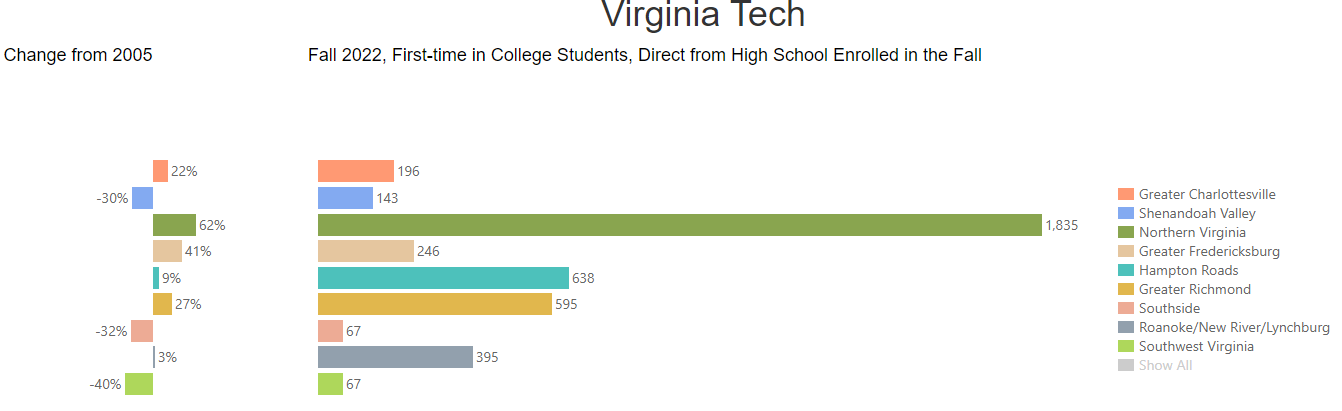 Virginia Tech
Change from 2005 Fall 2022, First-time in College Students, Direct from High School Enrolled in the Fall
22% 196
-30% 143
62% 1,835
41% 246
9% 638
27% 595
-32% 67
3% 395
-40% 67
Greater Charlottesville
Shenandoah Valley
Northern Virginia
Greater Fredericksburg
Hampton Roads
Greater Richmond
Southside
Roanoke/New River/Lynchburg
Southwest Virginia
Show All